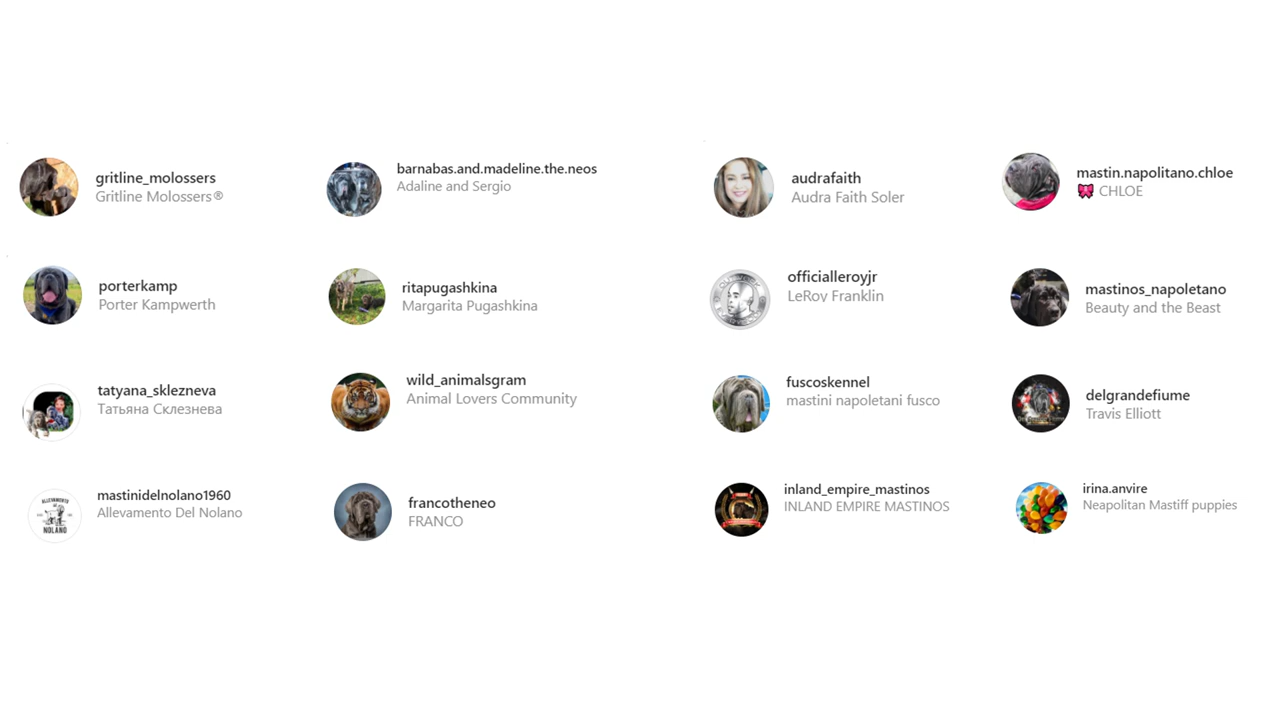 gritline_molossers
Gritline Molossers®
barnabas.and.madeline.the.neos
Adaline and Sergio
audrafaith
Audra Faith Soler
mastin.napolitano.chloe
🎀 CHLOE
porterkamp
Porter Kampwerth
ritapugashkina
Margarita Pugashkina
officialleroyjr
LeRoy Franklin
mastinos_napoletano
Beauty and the Beast
tatyana_sklezneva
Татьяна Склезнева
wild_animalsgram
Animal Lovers Community
fuscoskennel
mastini napoletani fusco
delgrandefiume
Travis Elliott
mastinidelnolano1960
Allevamento Del Nolano
ALLEVAMENTO
NOLANO
francotheneo
FRANCO
inland_empire_mastinos
INLAND EMPIRE MASTINOS
irina.anvire
Neapolitan Mastiff puppies